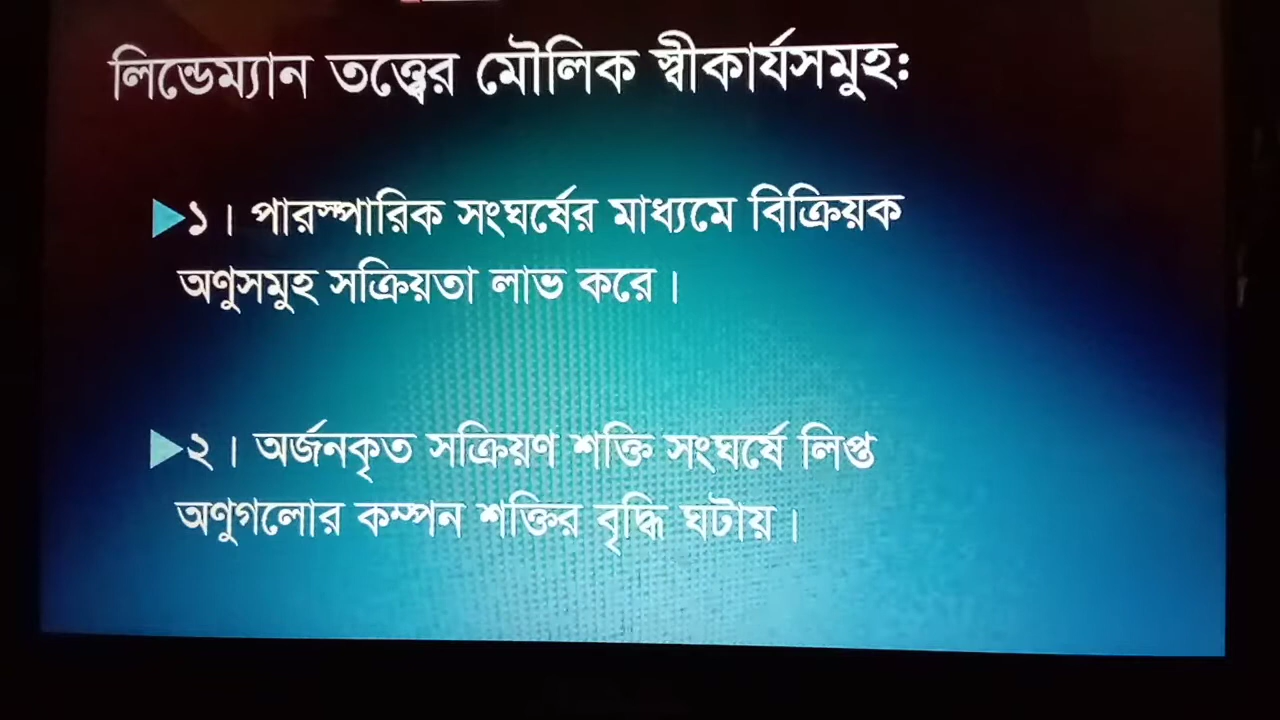 লিন্ডেম্যান তত্ত্বের মৌলিক স্বীকার্যসমুহঃ
১। পারস্পারিক সংঘর্ষের মাধ্যমে বিক্রিয়ক
অণুসমুহ সক্রিয়তা লাভ করে।
২। অর্জনকৃত সক্রিয়ণ শক্তি সংঘর্ষে লিপ্ত
অণুগলোর কম্পন শক্তির বৃদ্ধি ঘটায়।